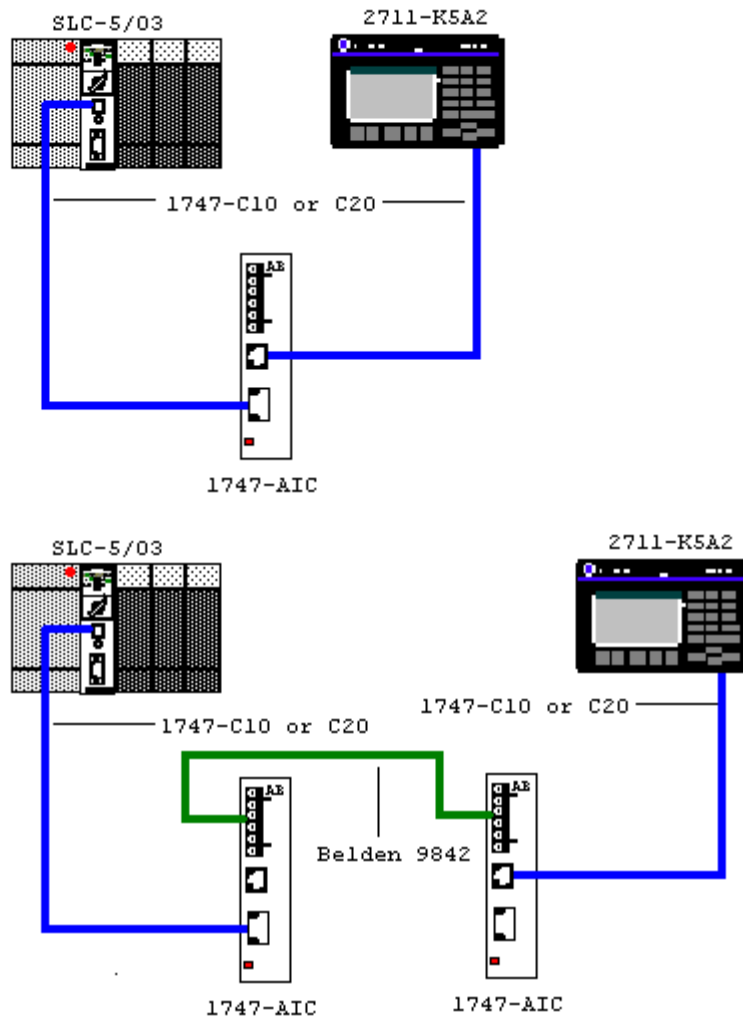 SLC-5/03
2711-K5A2
1747-C10 or C20
AB
1747-AIC
SLC-5/03
2711-K5A2
1747-C10 or C20
1747-C10 or C20
AB
AB
Belden 9842
1747-AIC
1747-AIC